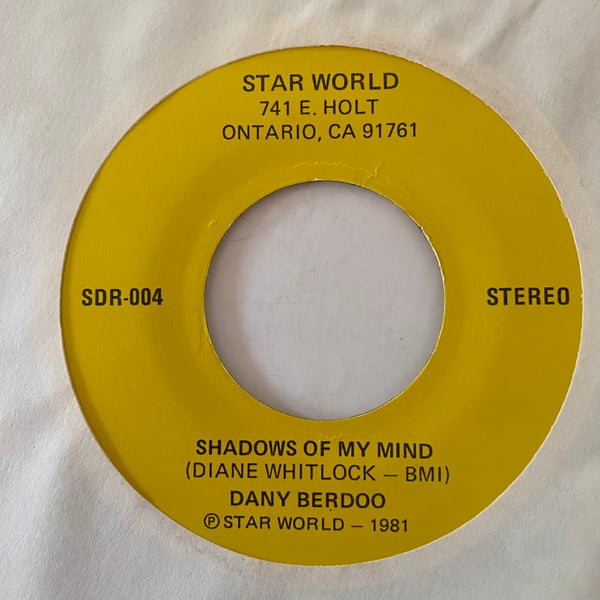 STAR WORLD
741 E. HOLT
ONTARIO, CA 91761
SDR-004
STEREO
SHADOWS OF MY MIND
(DIANE WHITLOCK — BMI)
DANY BERDOO
℗ STAR WORLD — 1981